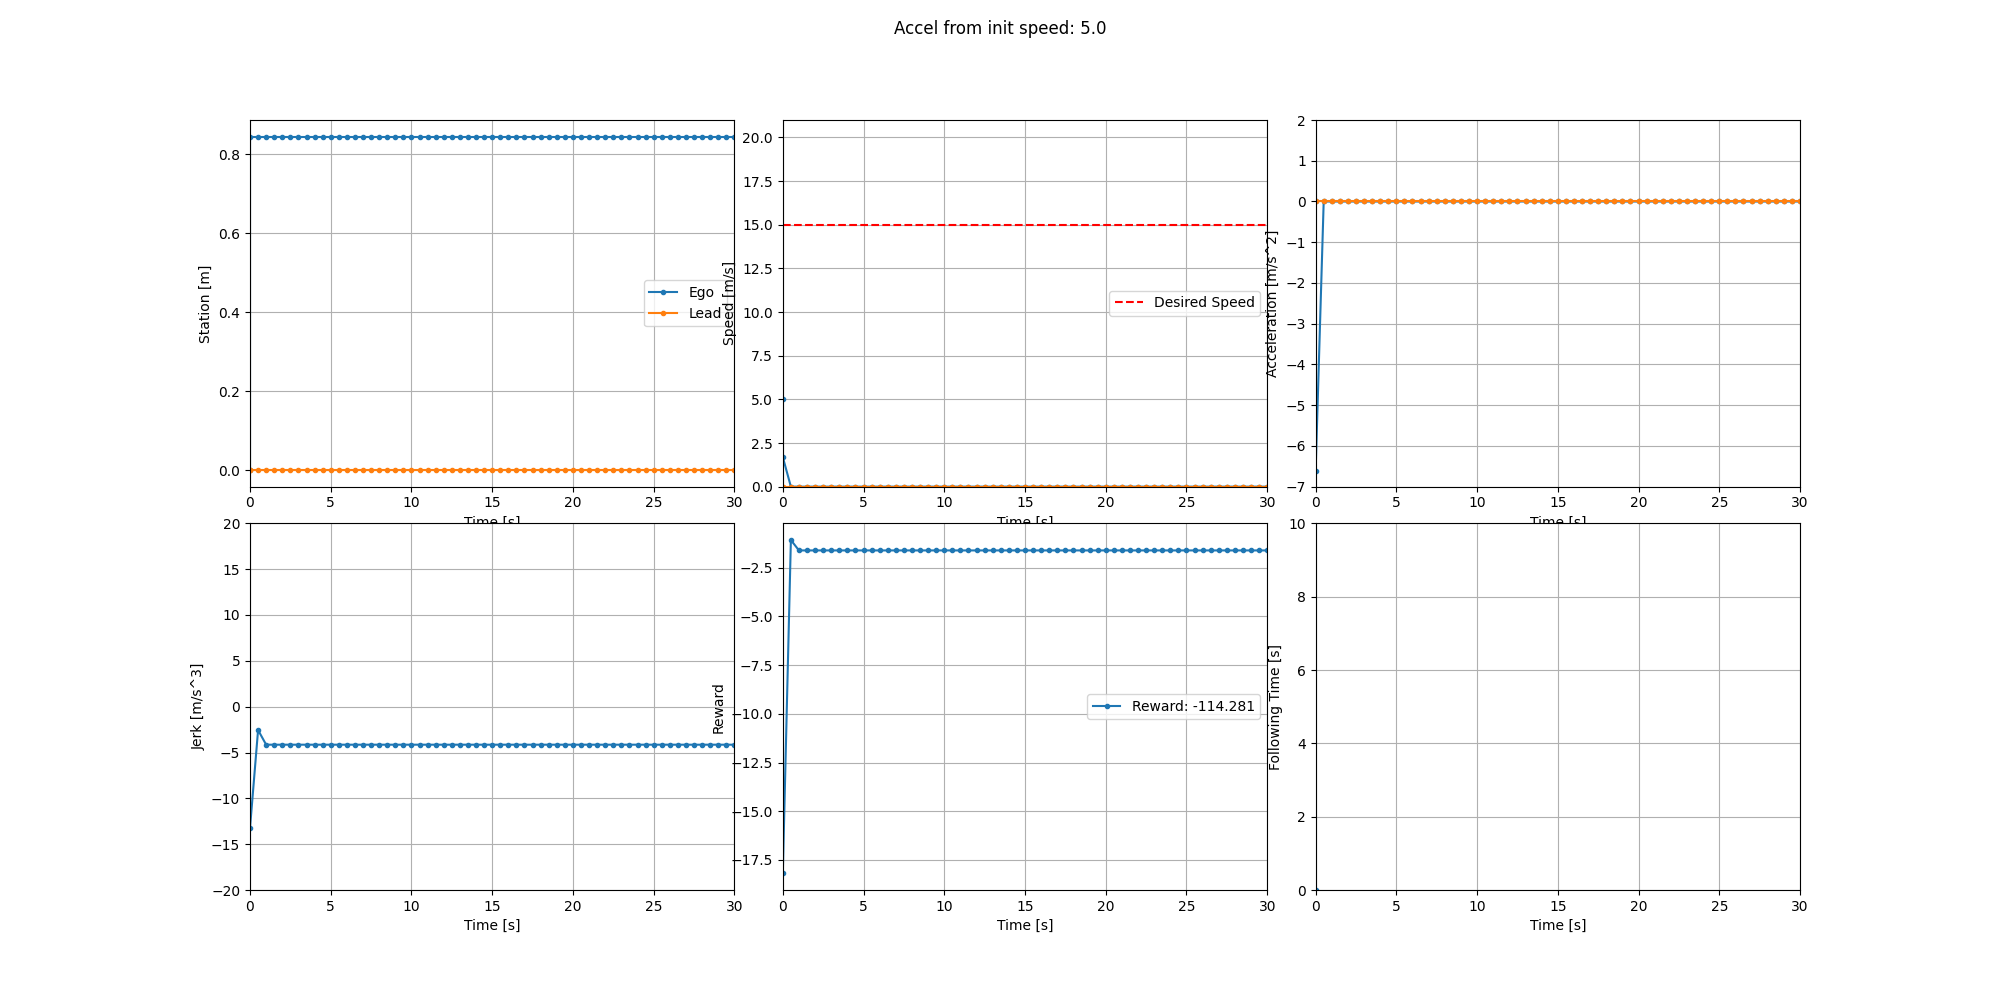 Accel from init speed: 5.0
Station [m]
0.8
0.6
0.4
0.2
0.0
Ego
Lead
0 5 10 15 20 25 30
Time [s]
Speed [m/s]
20.0
17.5
15.0
12.5
10.0
7.5
5.0
2.5
0.0
Desired Speed
0 5 10 15 20 25 30
Time [s]
Acceleration [m/s^2]
2
1
0
−1
−2
−3
−4
−5
−6
−7
0 5 10 15 20 25 30
Time [s]
Jerk [m/s^3]
20
15
10
5
0
−5
−10
−15
−20
0 5 10 15 20 25 30
Time [s]
Reward
−2.5
−5.0
−7.5
−10.0
−12.5
−15.0
−17.5
Reward: -114.281
0 5 10 15 20 25 30
Time [s]
Following Time [s]
10
8
6
4
2
0
0 5 10 15 20 25 30
Time [s]